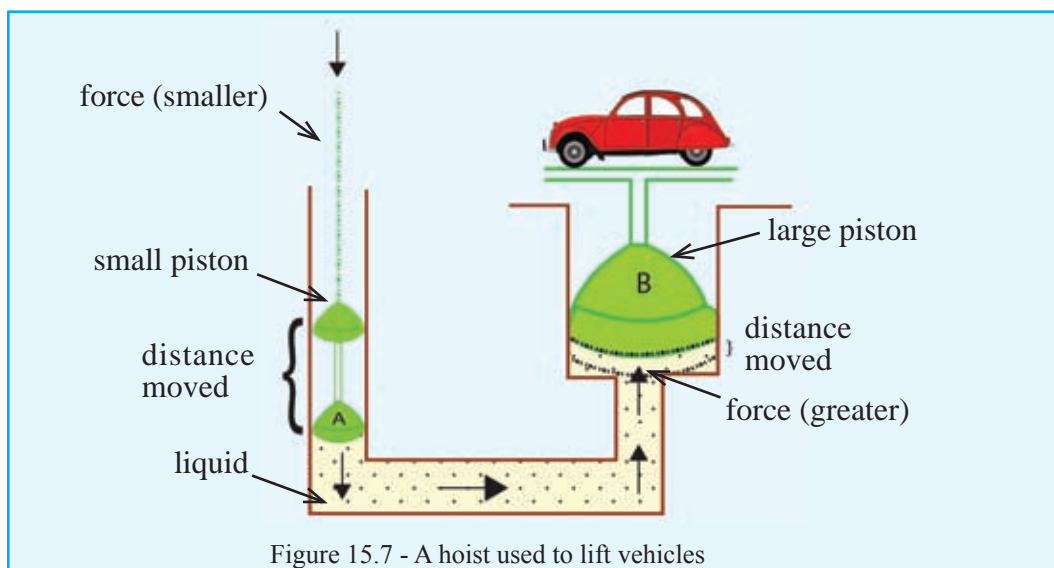 force (smaller)
small piston
distance
moved
A
liquid
B
large piston
distance
moved
force (greater)
Figure 15.7 - A hoist used to lift vehicles